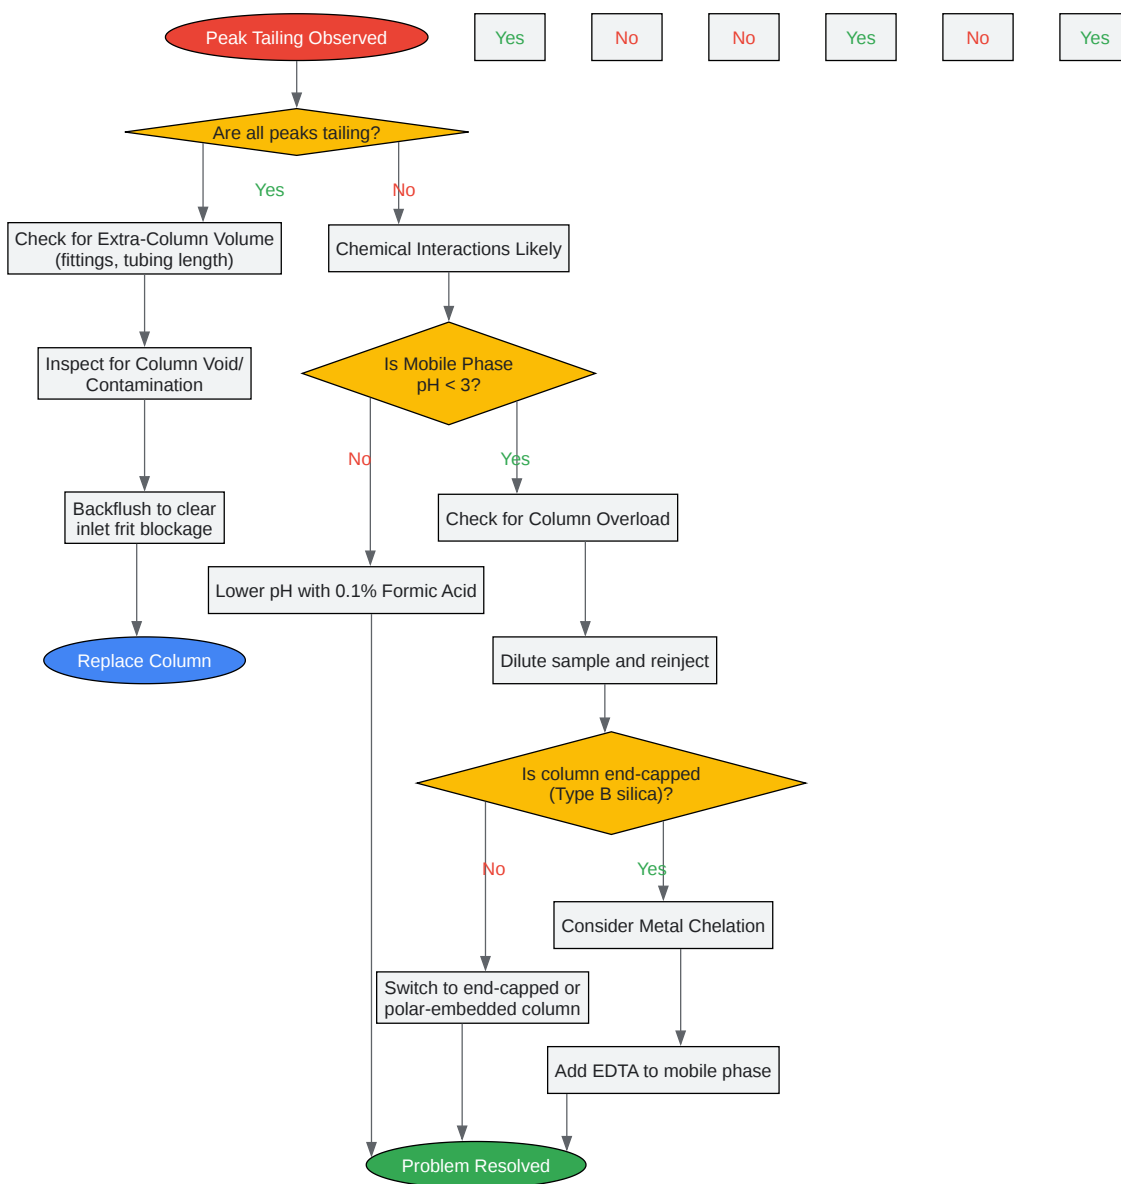 Peak Tailing Observed
Yes
No
No
Yes
No
Yes
Are all peaks tailing?
Yes
No
Check for Extra-Column Volume
(fittings, tubing length)
Chemical Interactions Likely
Inspect for Column Void/
Contamination
Is Mobile Phase
pH < 3?
No
Yes
Backflush to clear
inlet frit blockage
Check for Column Overload
Lower pH with 0.1% Formic Acid
Replace Column
Dilute sample and reinject
Is column end-capped
(Type B silica)?
No
Yes
Consider Metal Chelation
Switch to end-capped or
polar-embedded column
Add EDTA to mobile phase
Problem Resolved